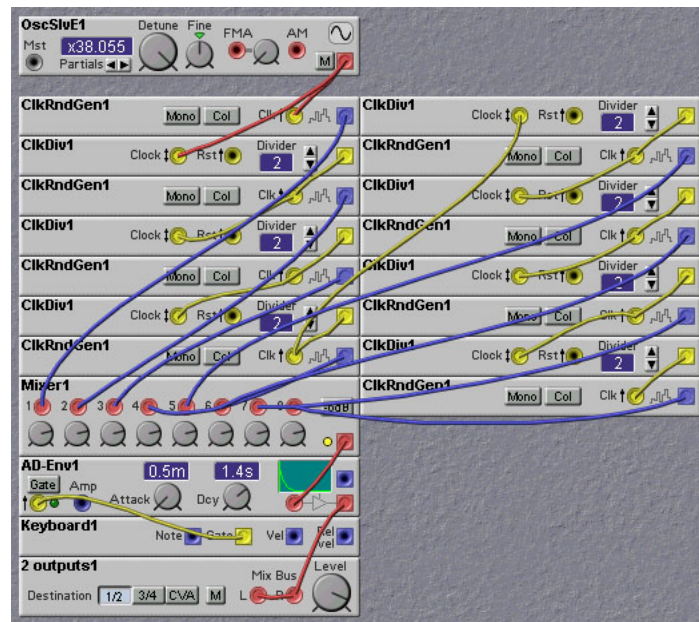 OscSlvE1 Detune Fine FMA AM
Mst x38.055
Partials M
ClkRndGen1 Mono Col Clk
ClkDiv1 Clock Rst Divider 2
ClkRndGen1 Mono Col Clk
ClkDiv1 Clock Rst Divider 2
ClkRndGen1 Mono Col Clk
ClkDiv1 Clock Rst Divider 2
ClkRndGen1 Mono Col Clk
Mixer1
1 2 3 4 5 6 7 8 -6dB
AD-Env1 0.5m 1.4s
Gate Amp Attack Dcy
Keyboard1 Note Gate Vel Rel vel
2 outputs1 Mix Bus Level
Destination 1/2 3/4 CVA M L R
ClkDiv1 Clock Rst Divider 2
ClkRndGen1 Mono Col Clk
ClkDiv1 Clock Rst Divider 2
ClkRndGen1 Mono Col Clk
ClkDiv1 Clock Rst Divider 2
ClkRndGen1 Mono Col Clk
ClkDiv1 Clock Rst Divider 2
ClkRndGen1 Mono Col Clk